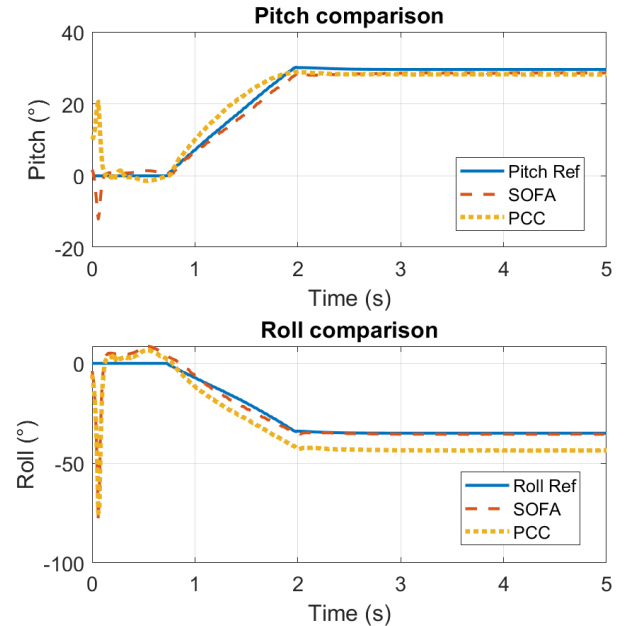 Pitch comparison
40
20
0
-20
Pitch (°)
Pitch Ref
SOFA
PCC
0 1 2 3 4 5
Time (s)
Roll comparison
0
-50
-100
Roll (°)
Roll Ref
SOFA
PCC
0 1 2 3 4 5
Time (s)